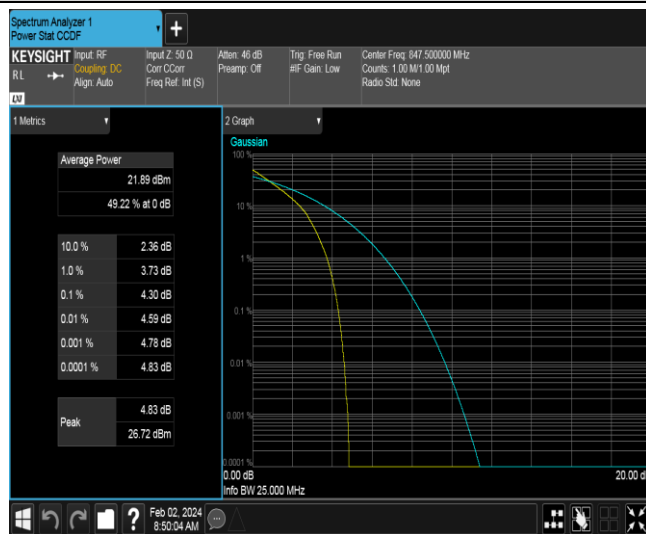 Spectrum Analyzer 1
Power Stat CCDF
+
KEYSIGHT
RL
LXI
Input: RF
Coupling: DC
Align: Auto
Input Z: 50 Ω
Corr CCorr
Freq Ref: Int (S)
Atten: 46 dB
Preamp: Off
Trig: Free Run
#IF Gain: Low
Center Freq: 847.500000 MHz
Counts: 1.00 M/1.00 Mpt
Radio Std: None
1 Metrics
Average Power
21.89 dBm
49.22 % at 0 dB
10.0 % 2.36 dB
1.0 % 3.73 dB
0.1 % 4.30 dB
0.01 % 4.59 dB
0.001 % 4.78 dB
0.0001 % 4.83 dB
Peak
4.83 dB
26.72 dBm
2 Graph
Gaussian
100 %
10 %
1 %
0.1 %
0.01 %
0.001 %
0.0001 %
0.00 dB
20.00 d
Info BW 25.000 MHz
?
Feb 02, 2024
8:50:04 AM